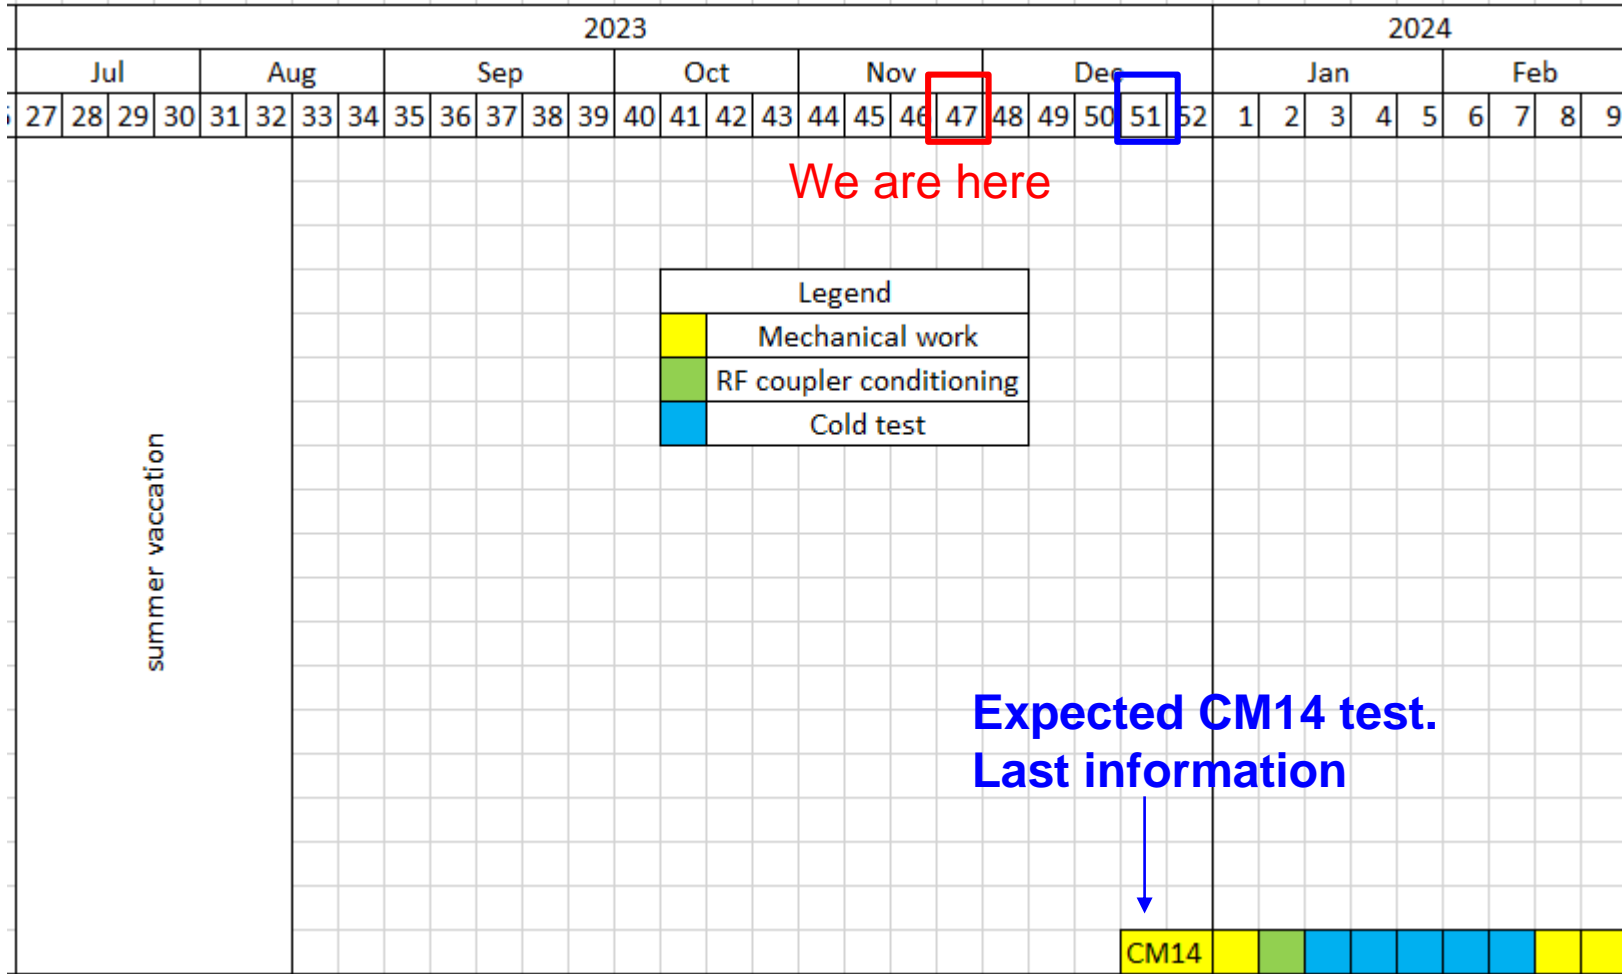 2023 2024
Jul Aug Sep Oct Nov Dec Jan Feb
27 28 29 30 31 32 33 34 35 36 37 38 39 40 41 42 43 44 45 46 47 48 49 50 51 52 1 2 3 4 5 6 7 8 9
We are here
Legend
Mechanical work
RF coupler conditioning
Cold test
summer vaccation
Expected CM14 test.
Last information
CM14